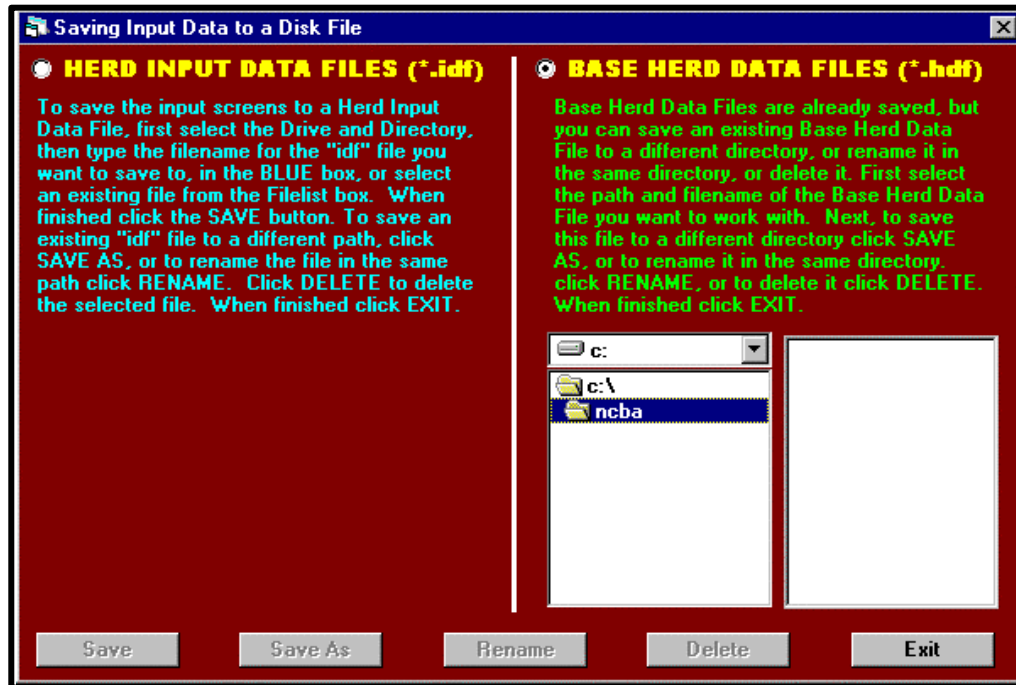 Saving Input Data to a Disk File
HERD INPUT DATA FILES (*.idf)
To save the input screens to a Herd Input
Data File, first select the Drive and Directory,
then type the filename for the "idf" file you
want to save to, in the BLUE box, or select
an existing file from the Filelist box.  When
finished click the SAVE button. To save an
existing "idf" file to a different path, click
SAVE AS, or to rename the file in the same
path click RENAME.  Click DELETE to delete
the selected file.  When finished click EXIT.
BASE HERD DATA FILES (*.hdf)
Base Herd Data Files are already saved, but
you can save an existing Base Herd Data
File to a different directory, or rename it in
the same directory, or delete it. First select
the path and filename of the Base Herd Data
File you want to work with.  Next, to save
this file to a different directory click SAVE
AS, or to rename it in the same directory.
click RENAME, or to delete it click DELETE.
When finished click EXIT.
c:
c:\
ncba
Save
Save As
Rename
Delete
Exit